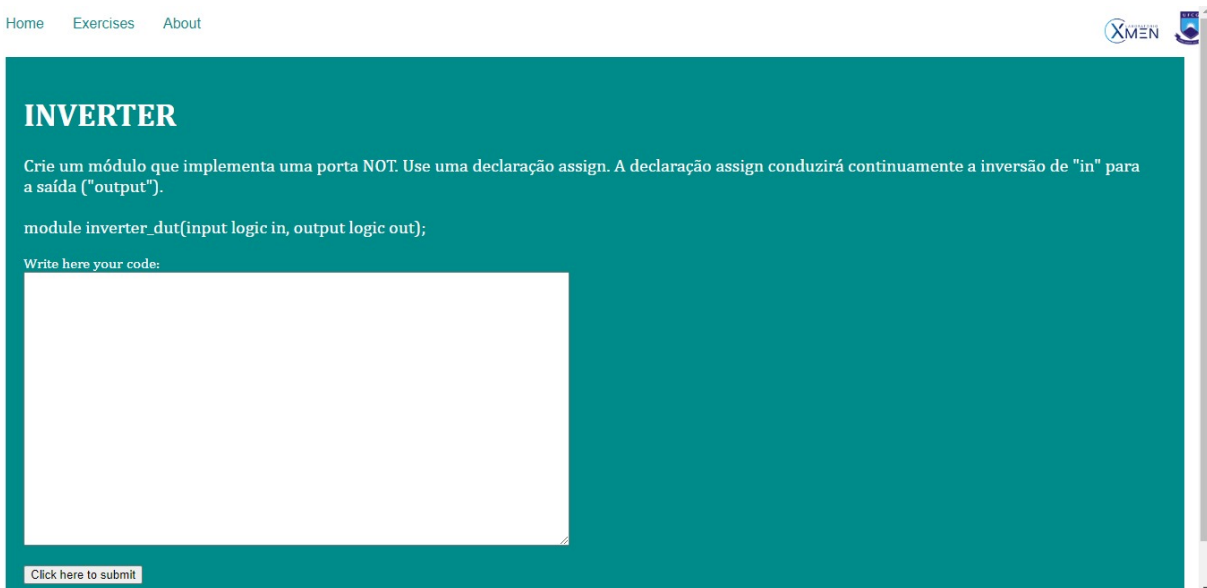 Home Exercises About
XMEN
UFCG
INVERTER
Crie um módulo que implementa uma porta NOT. Use uma declaração assign. A declaração assign conduzirá continuamente a inversão de "in" para
a saída ("output").
module inverter_dut(input logic in, output logic out);
Write here your code:
Click here to submit